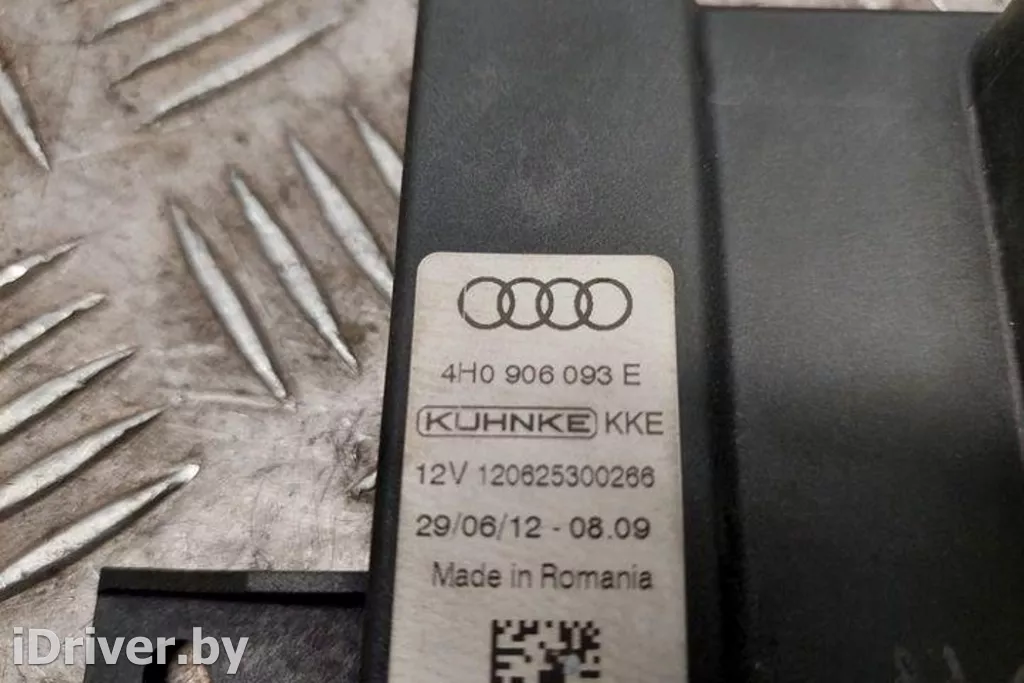 4H0 906 093 E
KUHNKE KKE
12V 120625300266
29/06/12 - 08.09
Made in Romania
iDriver.by